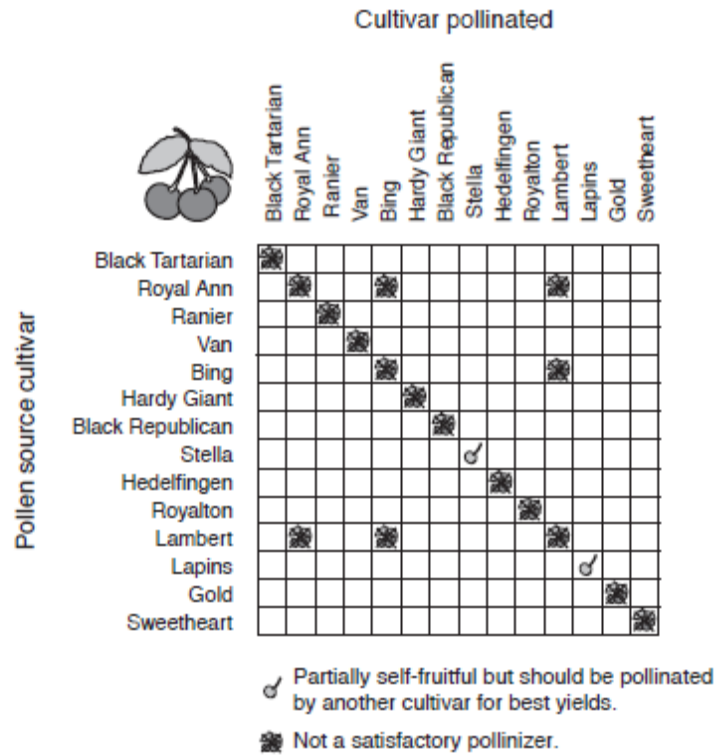 Cultivar pollinated
Black Tartarian
Royal Ann
Ranier
Van
Bing
Hardy Giant
Black Republican
Stella
Hedelfingen
Royalton
Lambert
Lapins
Gold
Sweetheart
Pollen source cultivar
Black Tartarian
Royal Ann
Ranier
Van
Bing
Hardy Giant
Black Republican
Stella
Hedelfingen
Royalton
Lambert
Lapins
Gold
Sweetheart
Partially self-fruitful but should be pollinated
by another cultivar for best yields.
Not a satisfactory pollinizer.